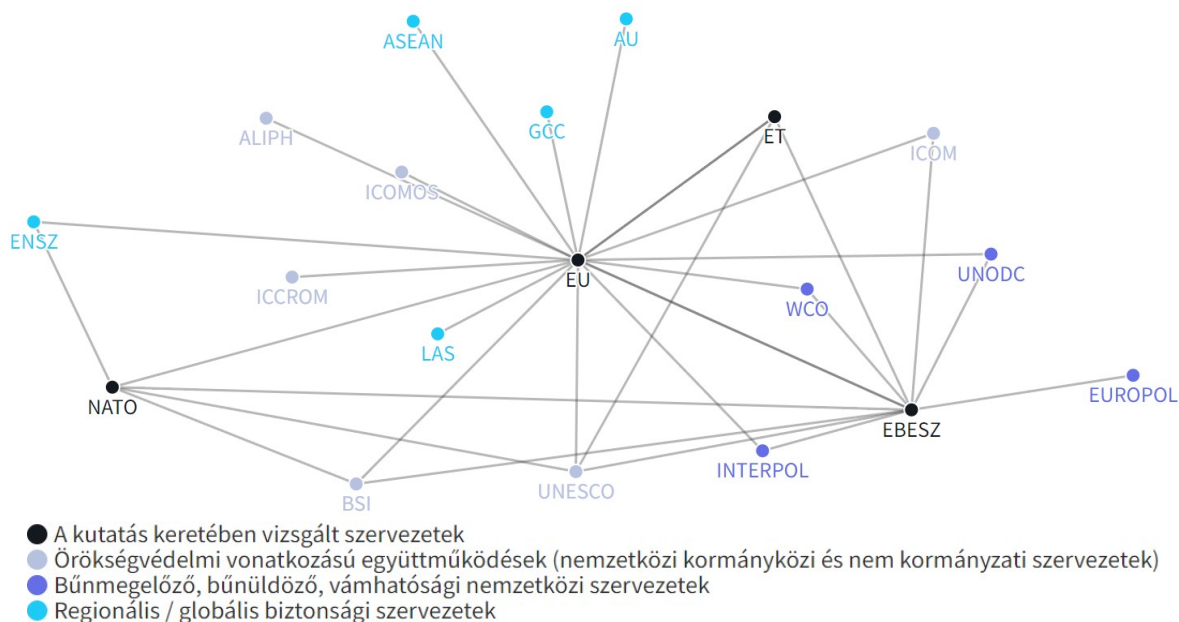 ASEAN
AU
ALIPH
GCC
ET
ICOM
ICOMOS
ENSZ
EU
UNODC
ICCROM
WCO
LAS
NATO
EUROPOL
EBESZ
INTERPOL
UNESCO
BSI
A kutatás keretében vizsgált szervezetek
Örökségvédelmi vonatkozású együttműködések (nemzetközi kormányközi és nem kormányzati szervezetek)
Bűnmegelőző, bűnüldöző, vámhatósági nemzetközi szervezetek
Regionális / globális biztonsági szervezetek